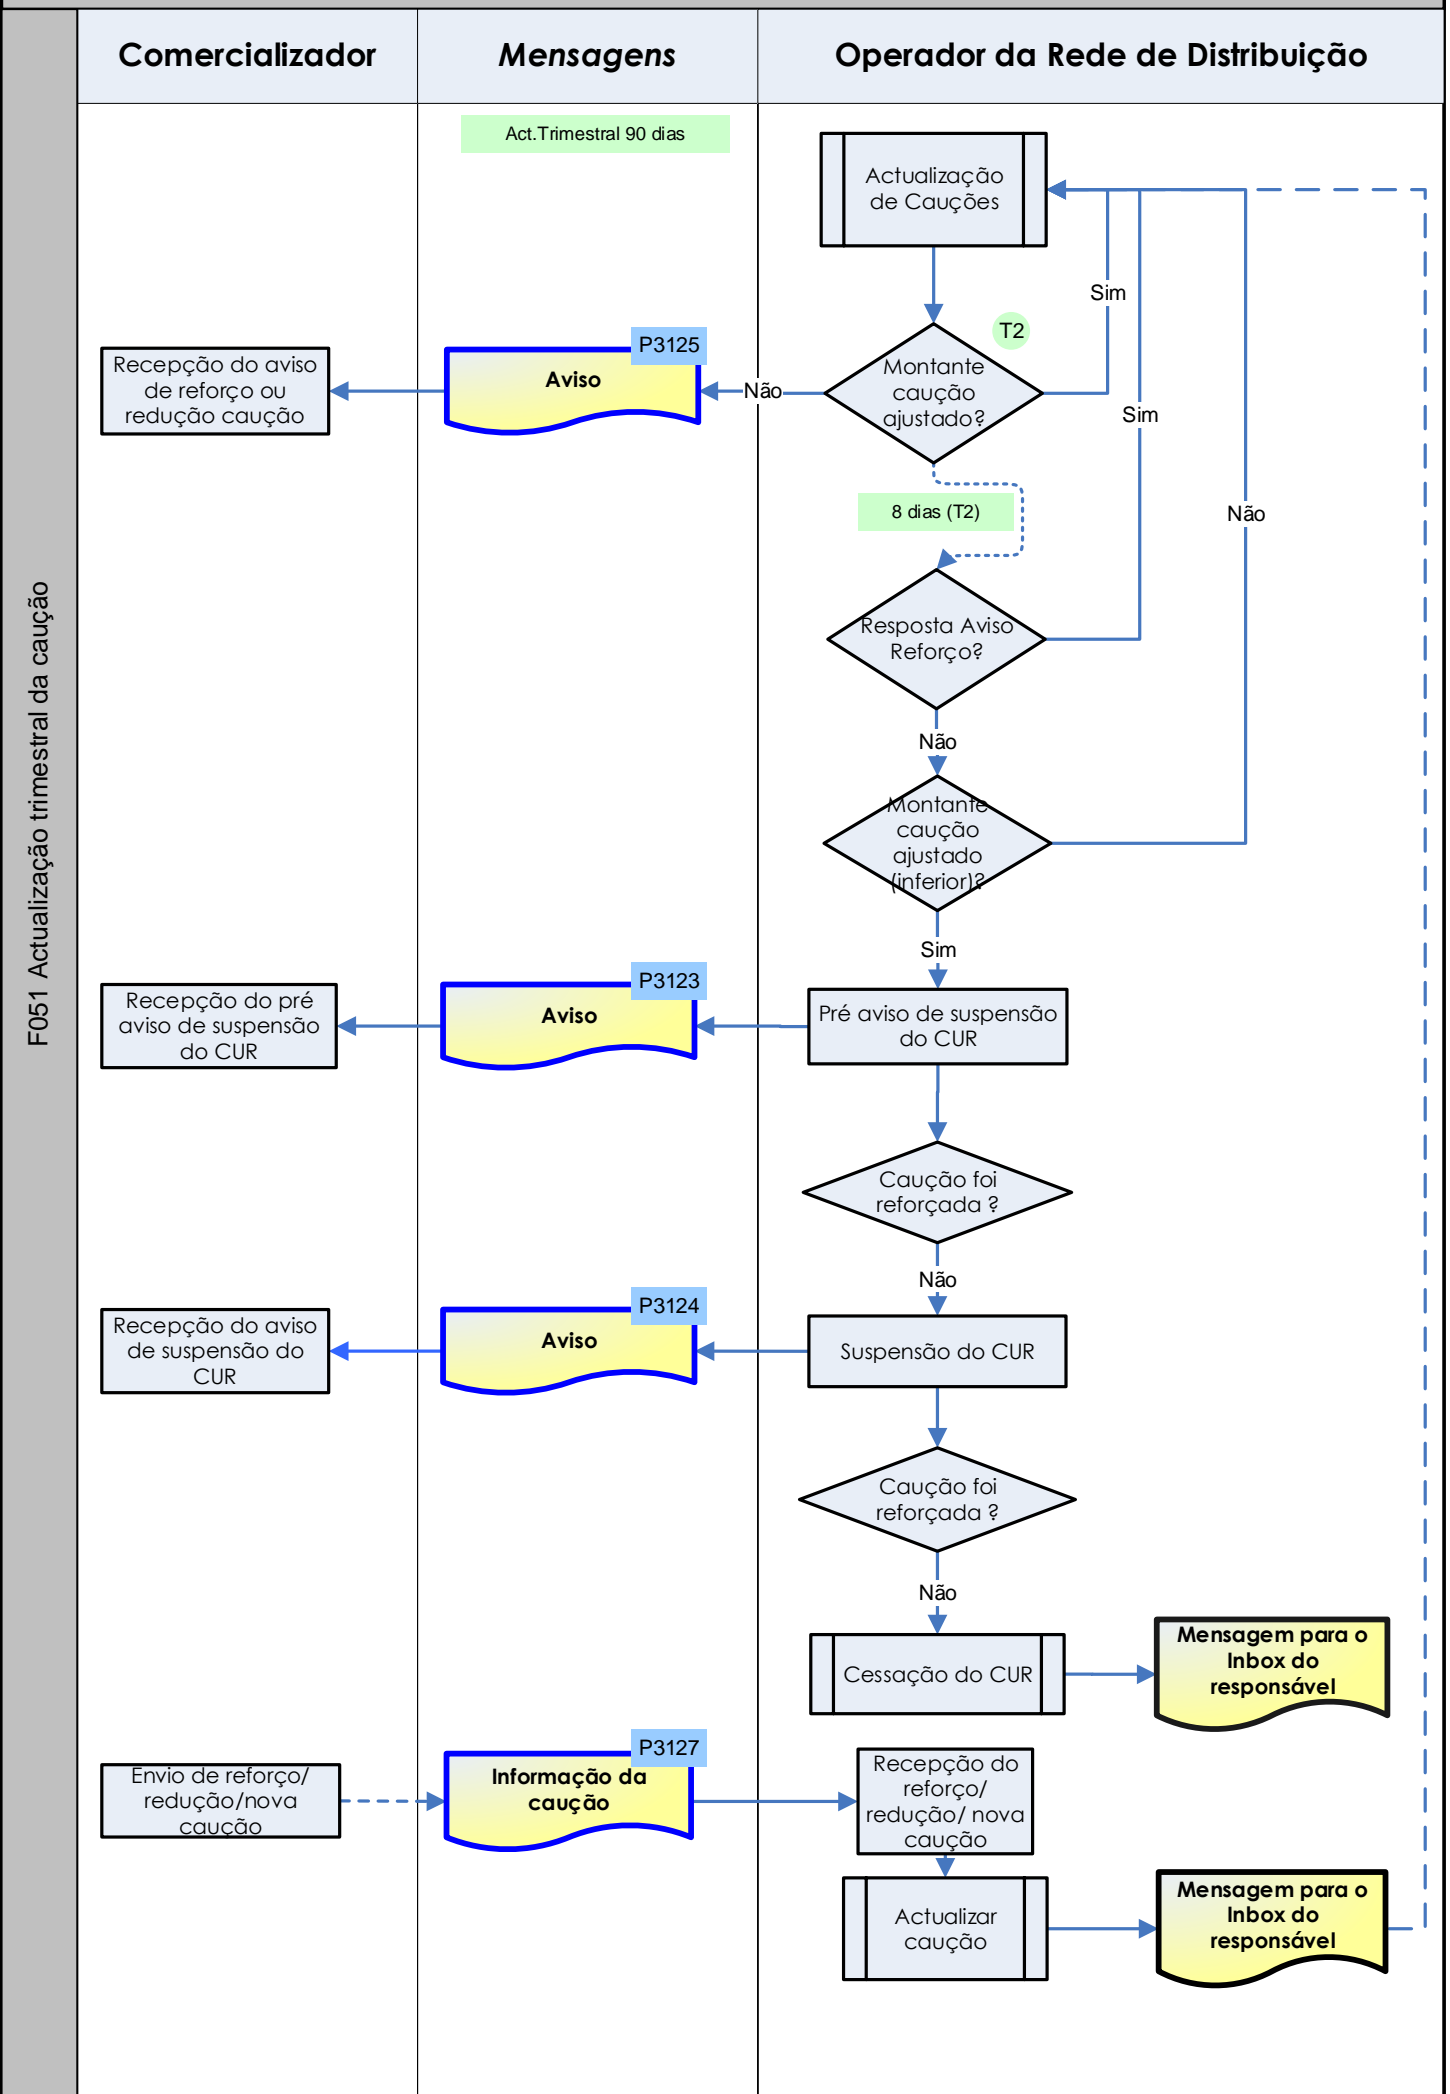 Comercializador
Mensagens
Operador da Rede de Distribuição
F051 Actualização trimestral da caução
Act.Trimestral 90 dias
Actualização
de Cauções
Sim
T2
Montante
caução
ajustado?
Não
P3125
Aviso
Recepção do aviso
de reforço ou
redução caução
Sim
8 dias (T2)
Não
Resposta Aviso
Reforço?
Não
Montante
caução
ajustado
(inferior)?
Sim
Pré aviso de suspensão
do CUR
P3123
Aviso
Recepção do pré
aviso de suspensão
do CUR
Caução foi
reforçada ?
Não
Suspensão do CUR
P3124
Aviso
Recepção do aviso
de suspensão do
CUR
Caução foi
reforçada ?
Não
Cessação do CUR
Mensagem para o
Inbox do
responsável
Envio de reforço/
redução/nova
caução
P3127
Informação da
caução
Recepção do
reforço/
redução/ nova
caução
Actualizar
caução
Mensagem para o
Inbox do
responsável